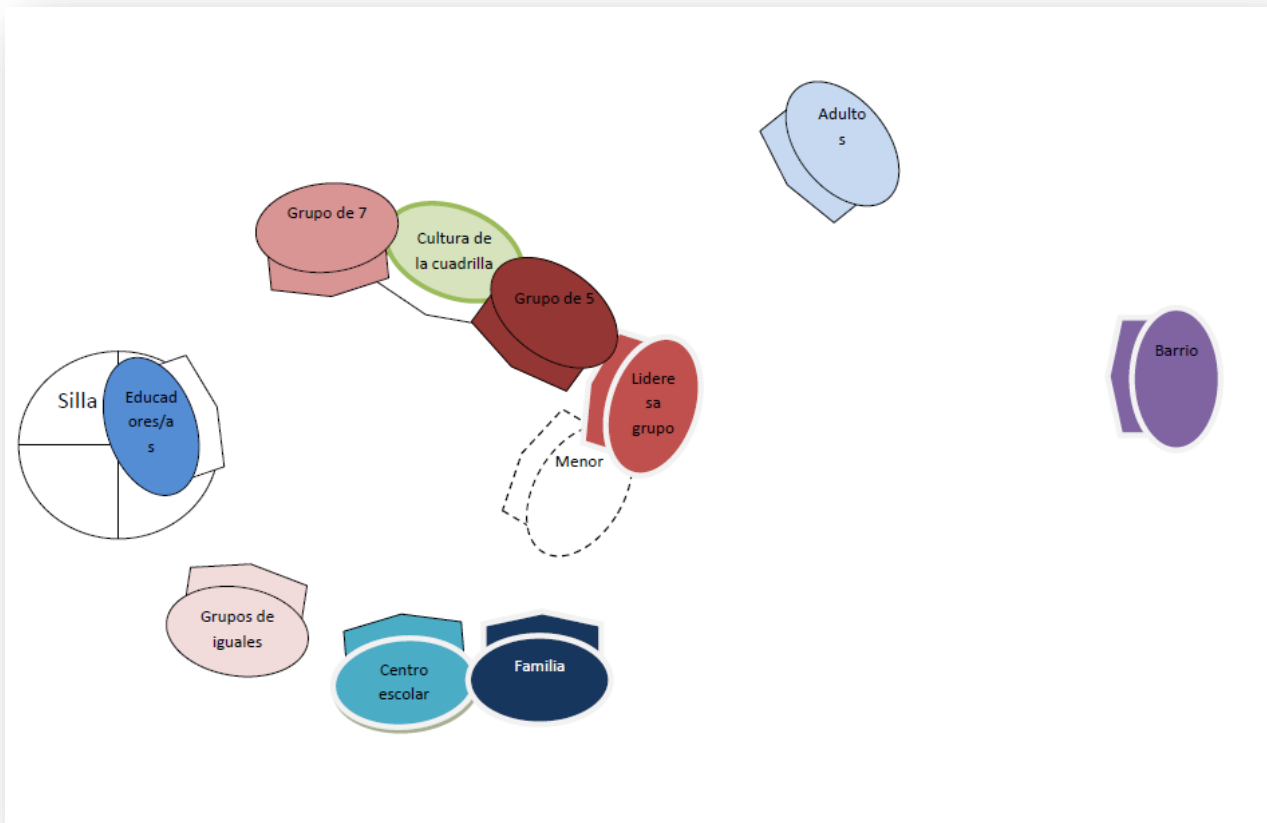 Adulto
s
Grupo de 7
Cultura de
la cuadrilla
Grupo de 5
Barrio
Lidere
sa
grupo
Silla
Educad
ores/a
s
Menor
Grupos de
iguales
Centro
escolar
Familia